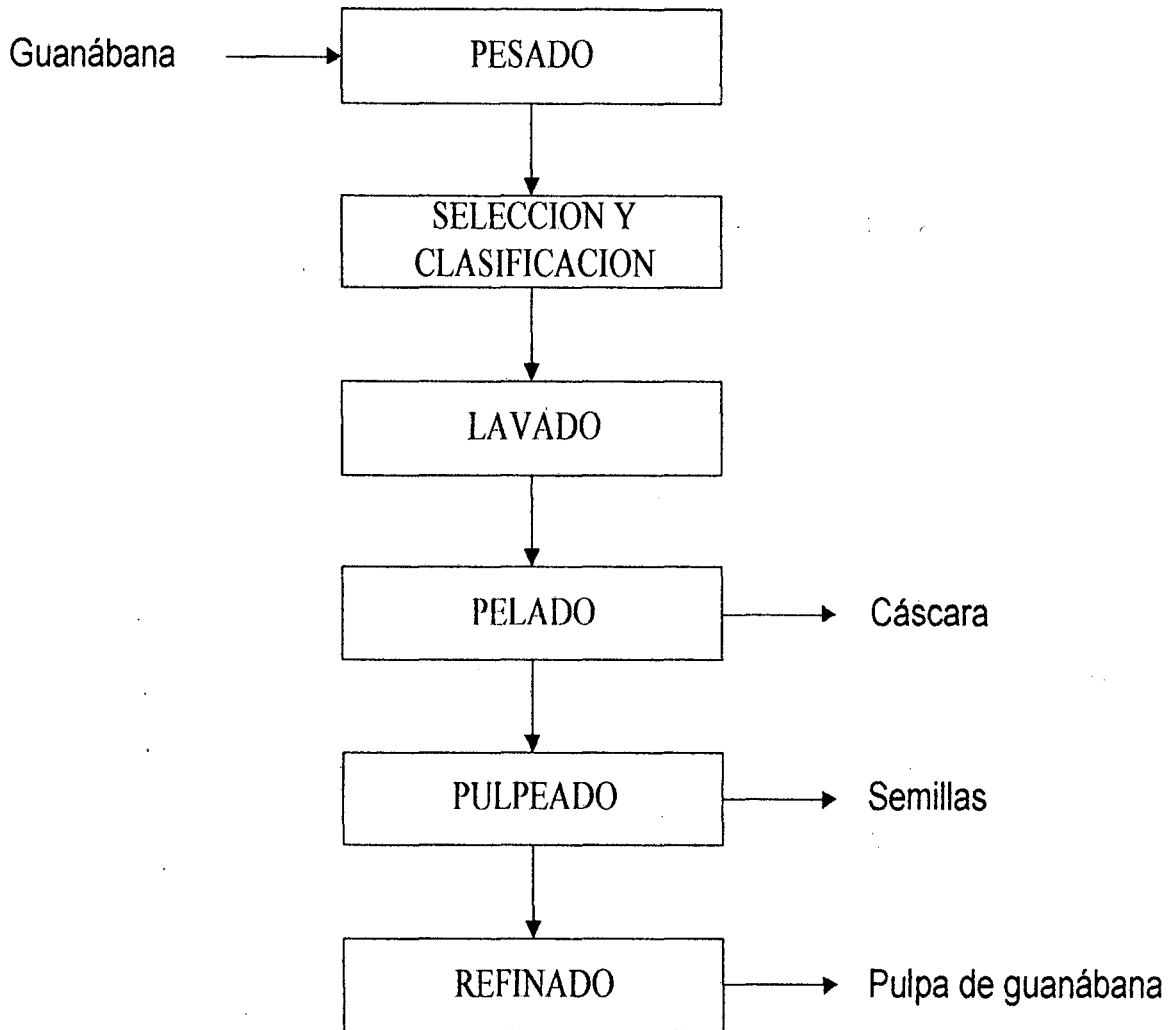 Guanábana
PESADO
SELECCION Y
CLASIFICACION
LAVADO
PELADO
Cáscara
PULPEADO
Semillas
REFINADO
Pulpa de guanábana